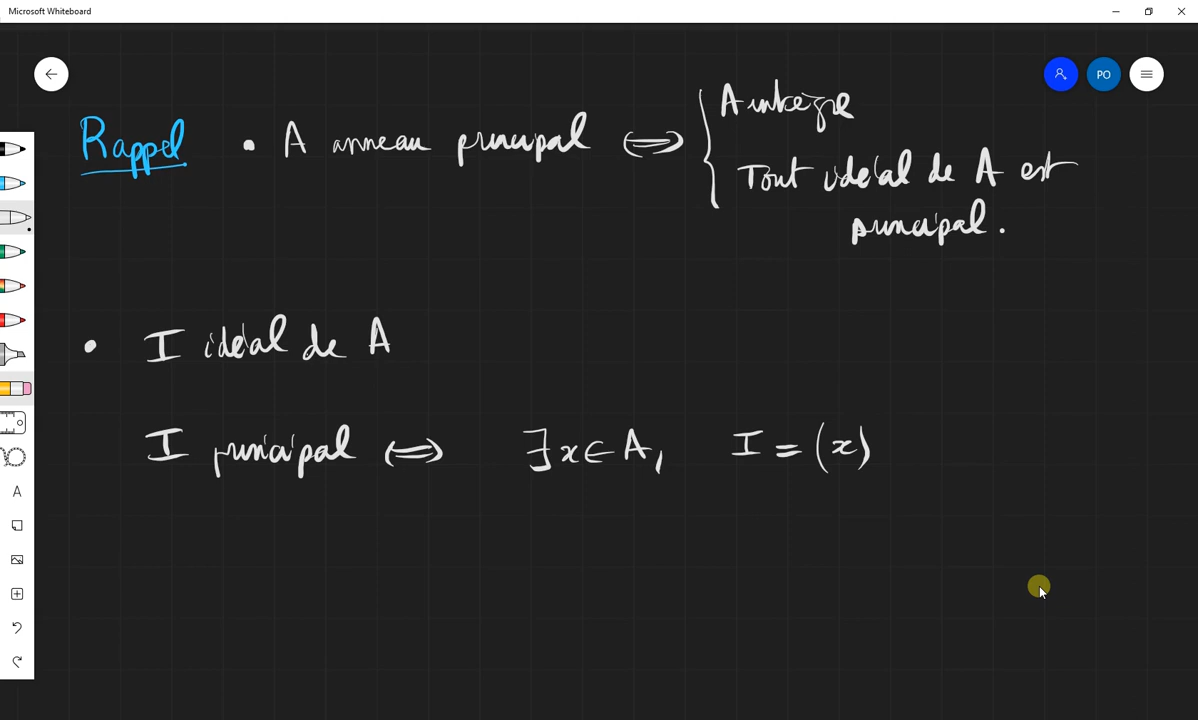 Microsoft Whiteboard
PO
Rappel • A anneau principal ⟺ { A intègre
Tout idéal de A est
principal.
• I idéal de A
I principal ⟺ ∃x∈A, I = (x)
A